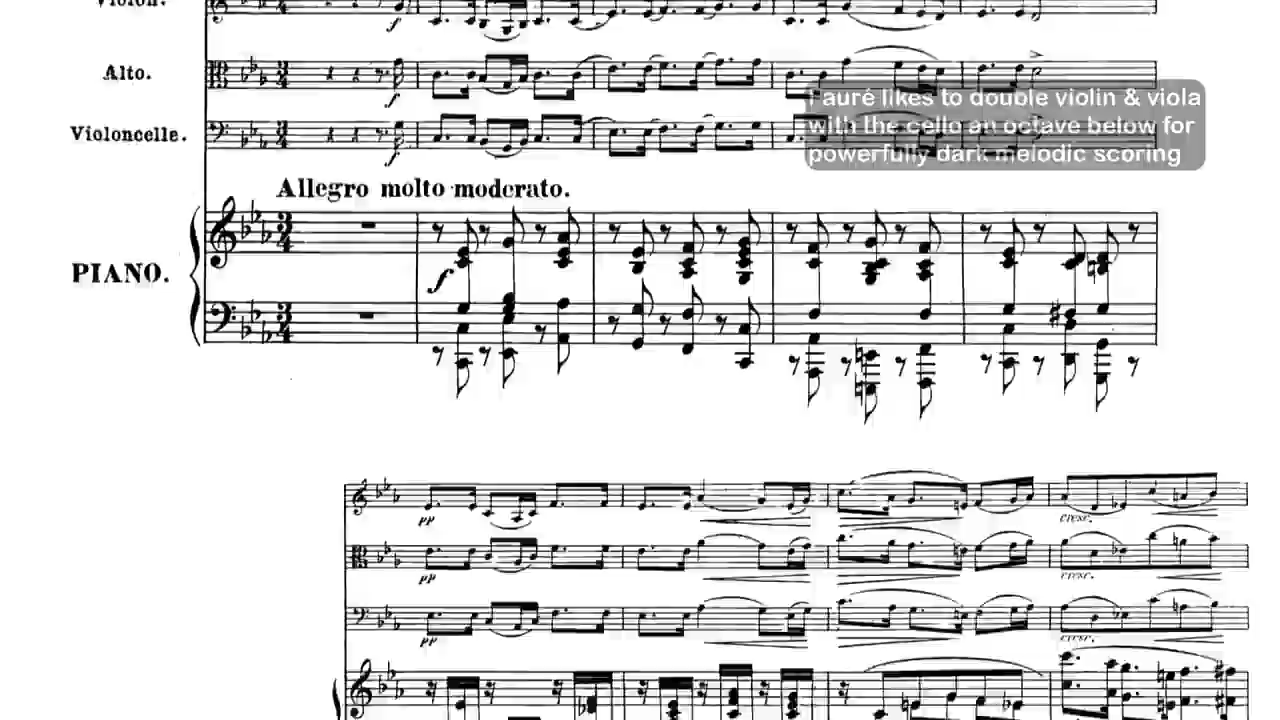 Violon.
Alto.
f
Fauré likes to double violin & viola
with the cello an octave below for
powerfully dark melodic scoring
Violoncelle.
f
Allegro molto moderato.
PIANO.
f
pp
cresc.
pp
cresc.
pp
cresc.